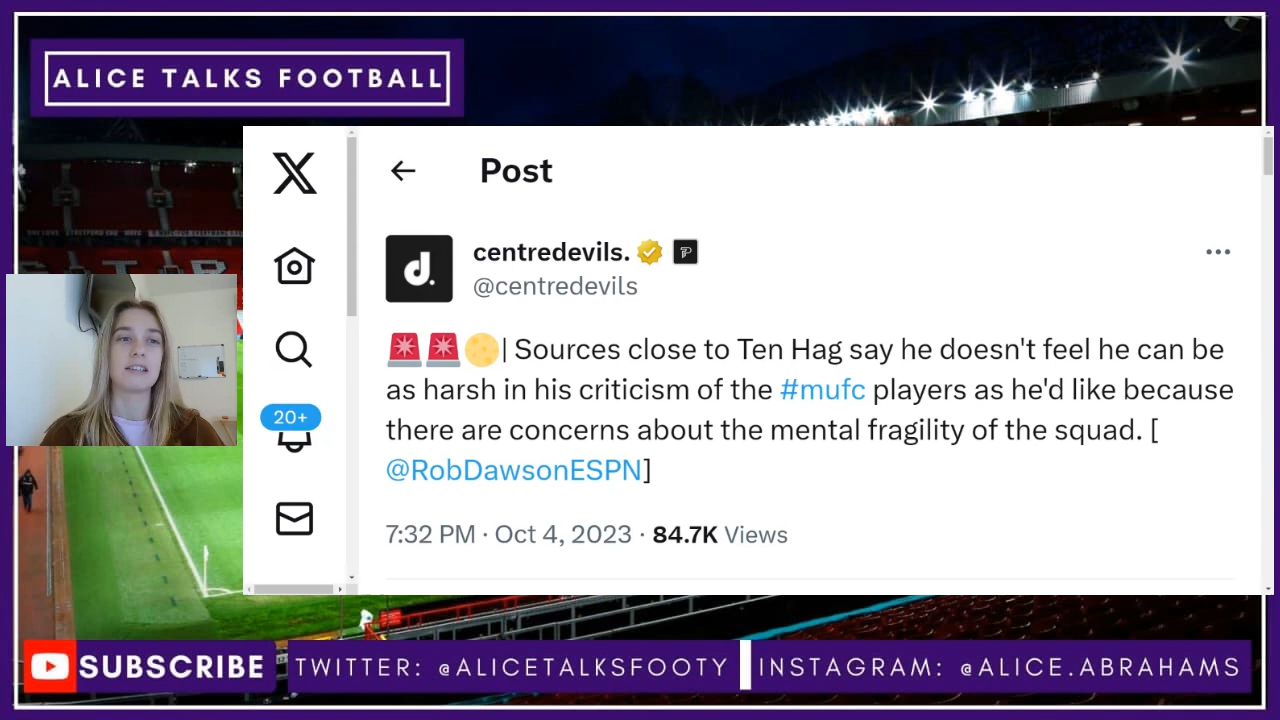 ALICE TALKS FOOTBALL
Post
centredevils.
@centredevils
| Sources close to Ten Hag say he doesn't feel he can be
as harsh in his criticism of the #mufc players as he'd like because
there are concerns about the mental fragility of the squad. [
@RobDawsonESPN]
20+
7:32 PM · Oct 4, 2023 · 84.7K Views
SUBSCRIBE
TWITTER: @ALICETALKSFOOTY
INSTAGRAM: @ALICE.ABRAHAMS